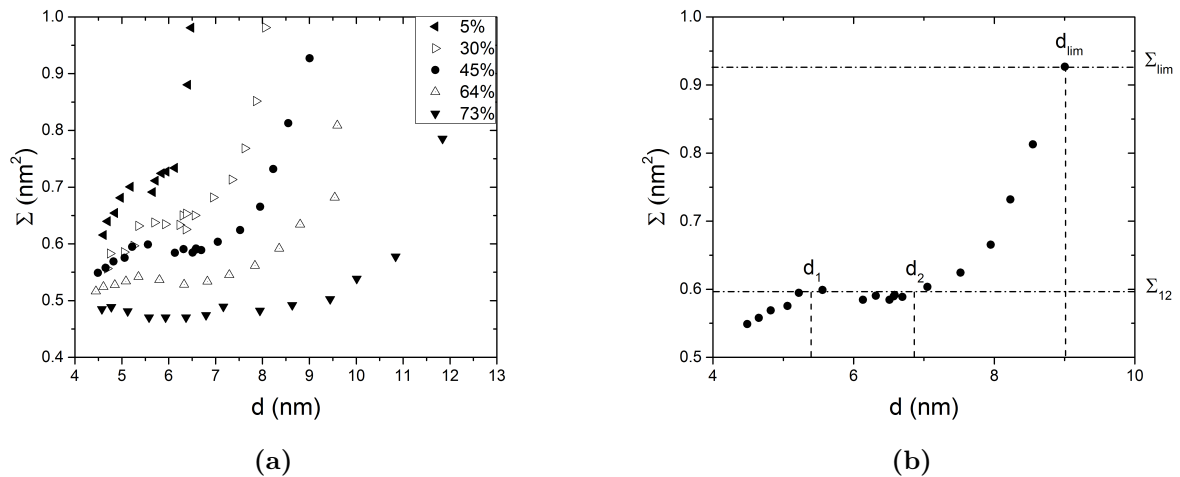 1.0
0.9
0.8
0.7
0.6
0.5
0.4
Σ (nm²)
4 5 6 7 8 9 10 11 12 13
d (nm)
5%
30%
45%
64%
73%
(a)
1.0
0.9
0.8
0.7
0.6
0.5
Σ (nm²)
4 6 8 10
d (nm)
d₁
d₂
d_lim
Σ_lim
Σ₁₂
(b)